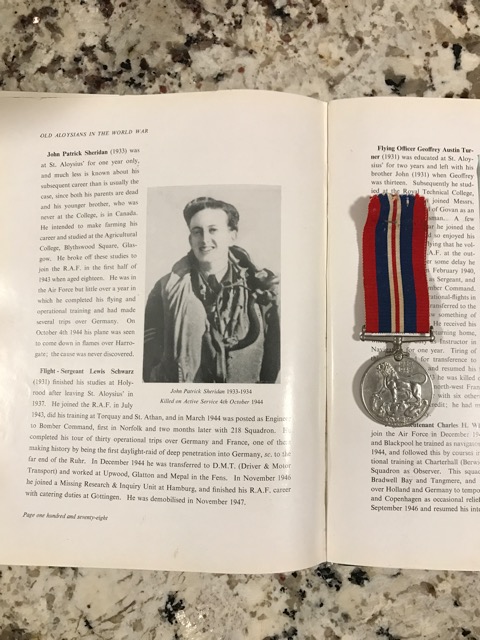 OLD ALOYSIANS IN THE WORLD WAR
John Patrick Sheridan (1933) was
at St. Aloysius' for one year only,
and much less is known about his
subsequent career than is usually the
case, since both his parents are dead
and his younger brother, who was
never at the College, is in Canada.
He intended to make farming his
career and studied at the Agricultural
College, Blythswood Square, Glas-
gow. He broke off these studies to
join the R.A.F. in the first half of
1943 when aged eighteen. He was in
the Air Force but little over a year in
which he completed his flying and
operational training and had made
several trips over Germany. On
October 4th 1944 his plane was seen
to come down in flames over Harro-
gate; the cause was never discovered.
John Patrick Sheridan 1933-1934
Killed on Active Service 4th October 1944
Flight-Sergeant Lewis Schwarz
(1931) finished his studies at Holy-
rood after leaving St. Aloysius' in
1937. He joined the R.A.F. in July
1943, did his training at Torquay and St. Athan, and in March 1944 was posted as Engineer
to Bomber Command, first in Norfolk and two months later with 218 Squadron. He
completed his tour of thirty operational trips over Germany and France, one of them
making history by being the first daylight-raid of deep penetration into Germany, sc. to the
far end of the Ruhr. In December 1944 he was transferred to D.M.T. (Driver & Motor
Transport) and worked at Upwood, Glatton and Mepal in the Fens. In November 1946
he joined a Missing Research & Inquiry Unit at Hamburg, and finished his R.A.F. career
with catering duties at Gottingen. He was demobilised in November 1947.
Page one hundred and seventy-eight
Flying Officer Geoffrey Austin Tur-
ner (1931) was educated at St. Aloy-
sius' for two years and left with his
brother John (1931) when Geoffrey
was thirteen. Subsequently he stud-
ied at the Royal Technical College,
joined Messrs.
of Govan as an
A few
he joined the
so enjoyed his
flying that he vol-
A.F. at the out-
some delay he
February 1940,
as Sergeant, and
Command.
flights in
transferred to the
something of
He received his
turning home,
Instructor in
for one year. Tiring of
for transference to
and resumed his
he was killed
north-west
with six other
he had
Charles H.
join the Air Force in December
and Blackpool he trained as navigator
1944, and followed this by courses
tional training at Charterhall
Squadron as Observer. This
Bradwell Bay and Tangmere, and
over Holland and Germany to
and Copenhagen as occasional
September 1946 and resumed his